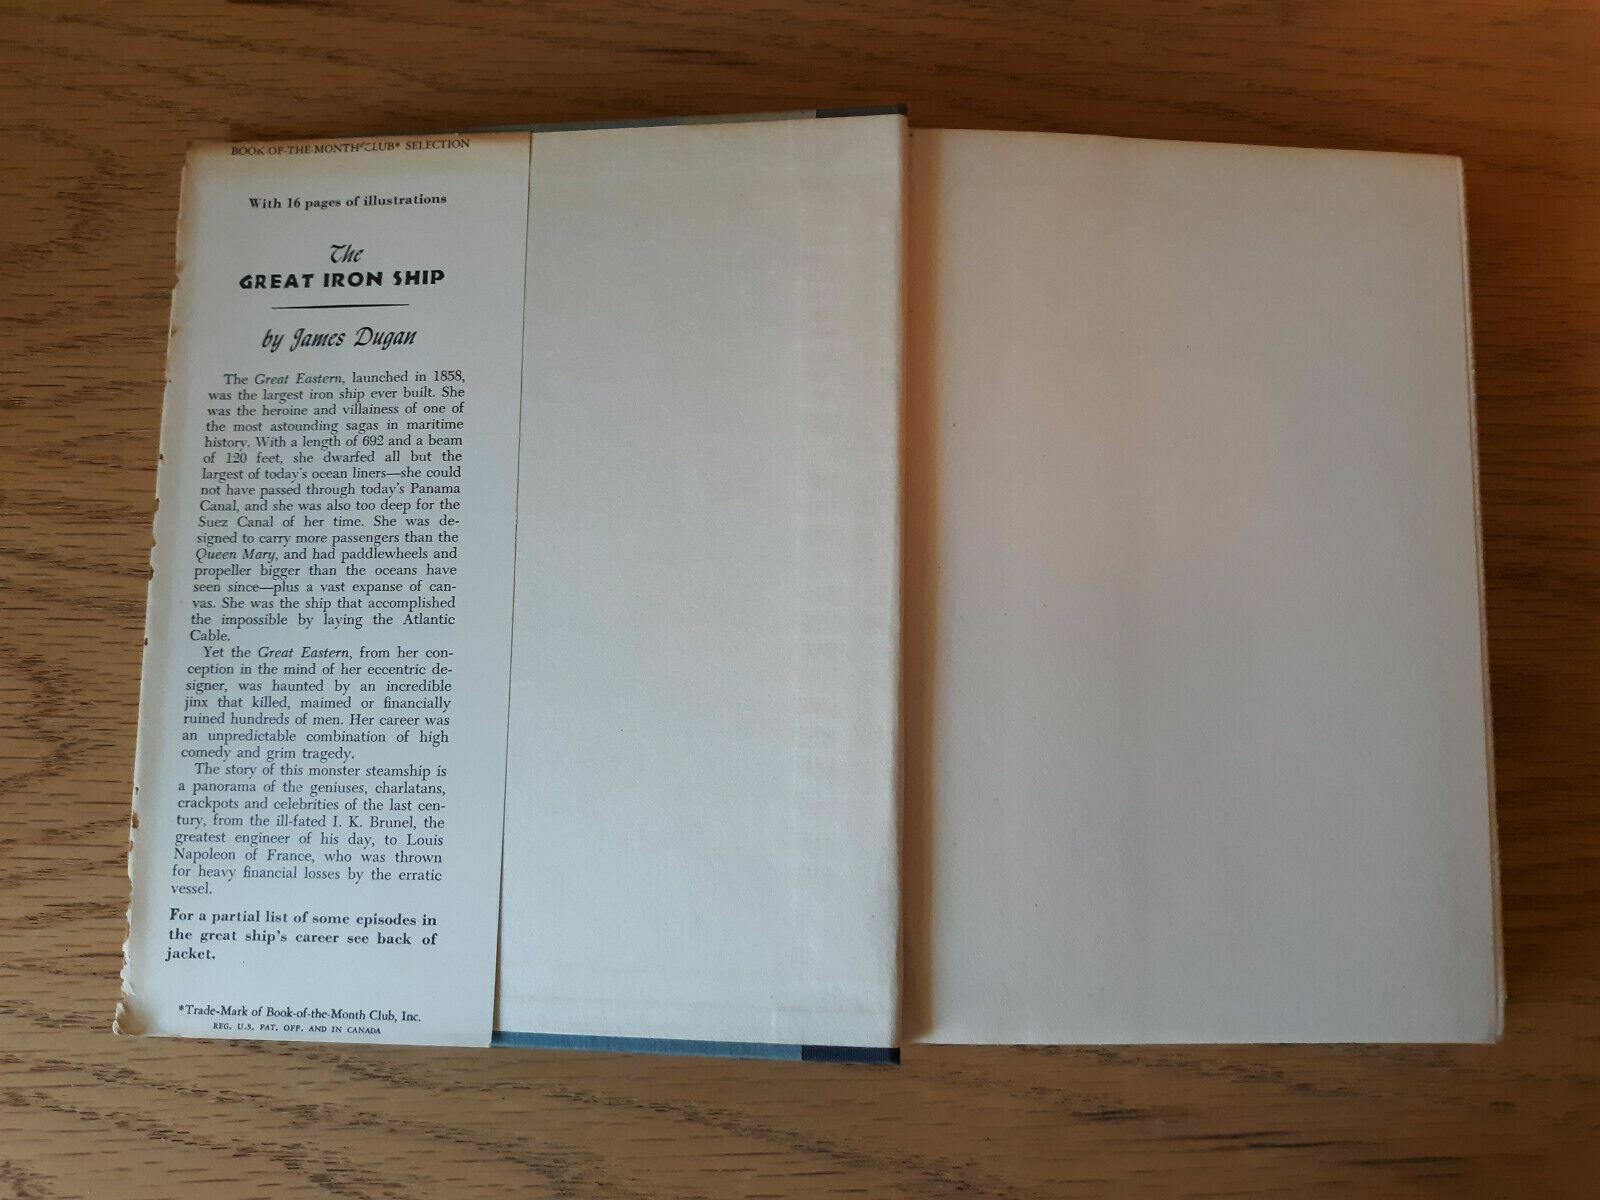 BOOK-OF-THE-MONTH CLUB* SELECTION
With 16 pages of illustrations
The
GREAT IRON SHIP
by James Dugan
The Great Eastern, launched in 1858,
was the largest iron ship ever built. She
was the heroine and villainess of one of
the most astounding sagas in maritime
history. With a length of 692 and a beam
of 120 feet, she dwarfed all but the
largest of today's ocean liners—she could
not have passed through today's Panama
Canal, and she was also too deep for the
Suez Canal of her time. She was de-
signed to carry more passengers than the
Queen Mary, and had paddlewheels and
propeller bigger than the oceans have
seen since—plus a vast expanse of can-
vas. She was the ship that accomplished
the impossible by laying the Atlantic
Cable.
Yet the Great Eastern, from her con-
ception in the mind of her eccentric de-
signer, was haunted by an incredible
jinx that killed, maimed or financially
ruined hundreds of men. Her career was
an unpredictable combination of high
comedy and grim tragedy.
The story of this monster steamship is
a panorama of the geniuses, charlatans,
crackpots and celebrities of the last cen-
tury, from the ill-fated I. K. Brunel, the
greatest engineer of his day, to Louis
Napoleon of France, who was thrown
for heavy financial losses by the erratic
vessel.
For a partial list of some episodes in
the great ship's career see back of
jacket.
*Trade-Mark of Book-of-the-Month Club, Inc.
REG. U.S. PAT. OFF. AND IN CANADA